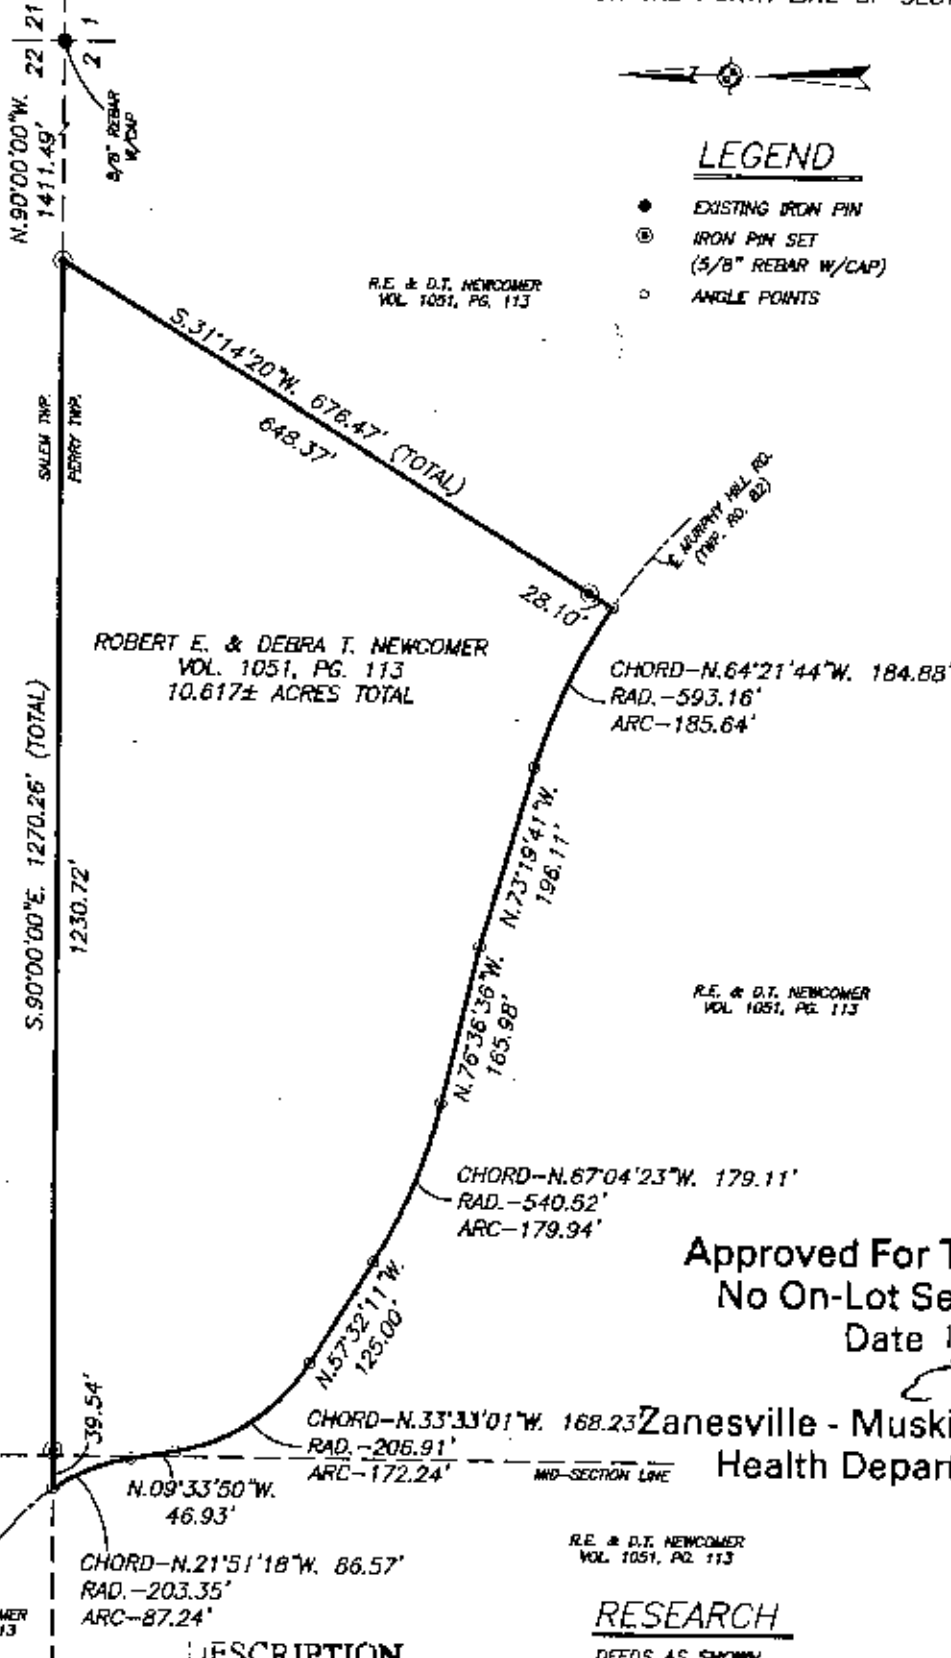 22 21
2 1
N.90°00'00"W.
1411.49'
5/8" REBAR
W/CAP
LEGEND
EXISTING IRON PIN
IRON PIN SET
(5/8" REBAR W/CAP)
ANGLE POINTS
R.E. & D.T. NEWCOMER
VOL. 1051, PG. 113
S.31°14'20"W. 676.47' (TOTAL)
648.37'
28.10'
SALEM TWP.
PERRY TWP.
℄ MURPHY HILL RD.
(TWP. RD. 82)
ROBERT E. & DEBRA T. NEWCOMER
VOL. 1051, PG. 113
10.617± ACRES TOTAL
CHORD-N.64°21'44"W. 184.88'
RAD.-593.16'
ARC-185.64'
S.90°00'00"E. 1270.26' (TOTAL)
1230.72'
N.73°19'41"W.
196.11'
N.76°36'36"W.
165.98'
R.E. & D.T. NEWCOMER
VOL. 1051, PG. 113
CHORD-N.67°04'23"W. 179.11'
RAD.-540.52'
ARC-179.94'
Approved For
No On-Lot
Date
N.57°32'11"W.
125.00'
39.54'
CHORD-N.33°33'01"W. 168.23'
RAD.-206.91'
ARC-172.24'
MID-SECTION LINE
Zanesville -
Health
N.09°33'50"W.
46.93'
CHORD-N.21°51'18"W. 86.57'
RAD.-203.35'
ARC-87.24'
R.E. & D.T. NEWCOMER
VOL. 1051, PG. 113
RESEARCH
DEEDS AS SHOWN
DESCRIPTION